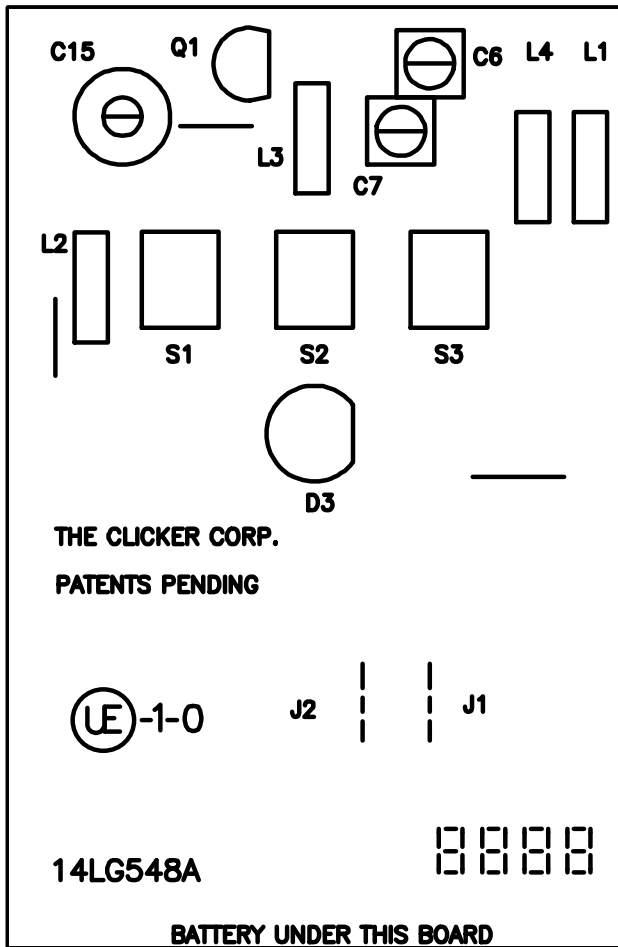 C15
Q1
C6
L4
L1
L3
C7
L2
S1
S2
S3
D3
THE CLICKER CORP.
PATENTS PENDING
UE-1-0
J2
J1
14LG548A
8888
BATTERY UNDER THIS BOARD